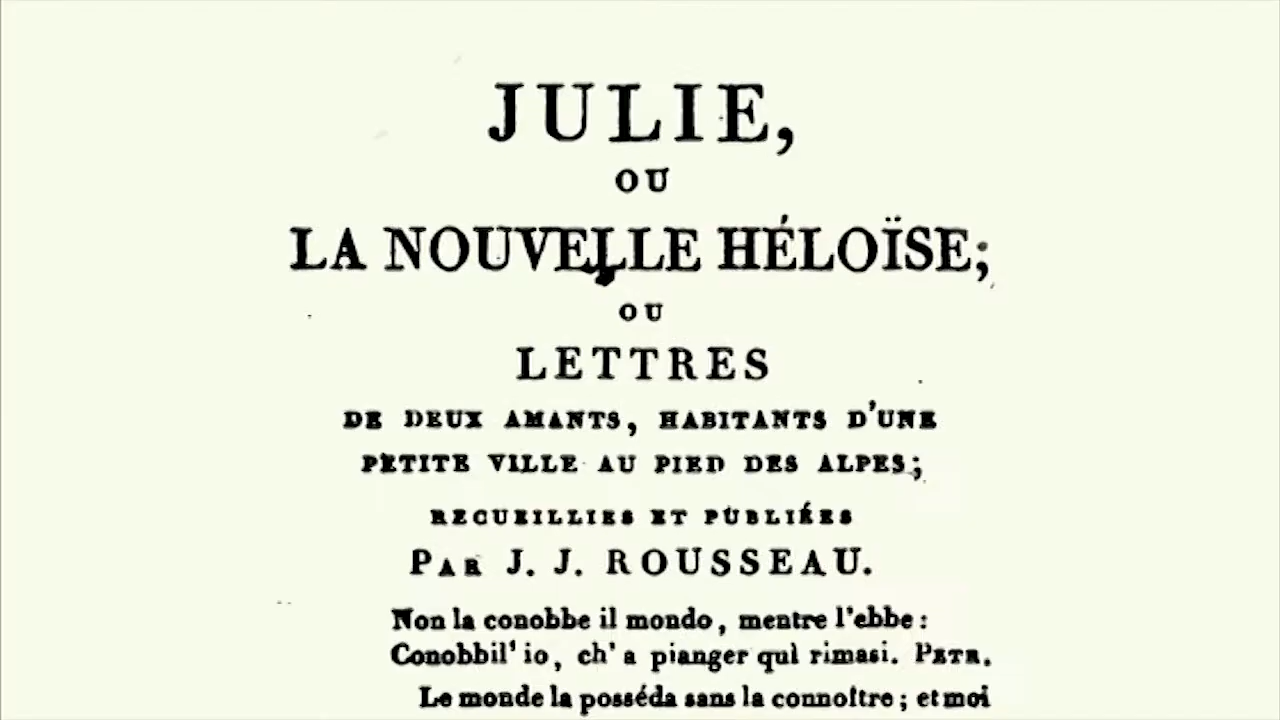 JULIE,
OU
LA NOUVELLE HÉLOÏSE;
OU
LETTRES
DE DEUX AMANTS, HABITANTS D'UNE
PETITE VILLE AU PIED DES ALPES;
RECUEILLIES ET PUBLIÉES
PAR J. J. ROUSSEAU.
Non la conobbe il mondo, mentre l'ebbe:
Conobbil' io, ch' a pianger quì rimasi. PETR.
Le monde la posséda sans la connoître; et moi